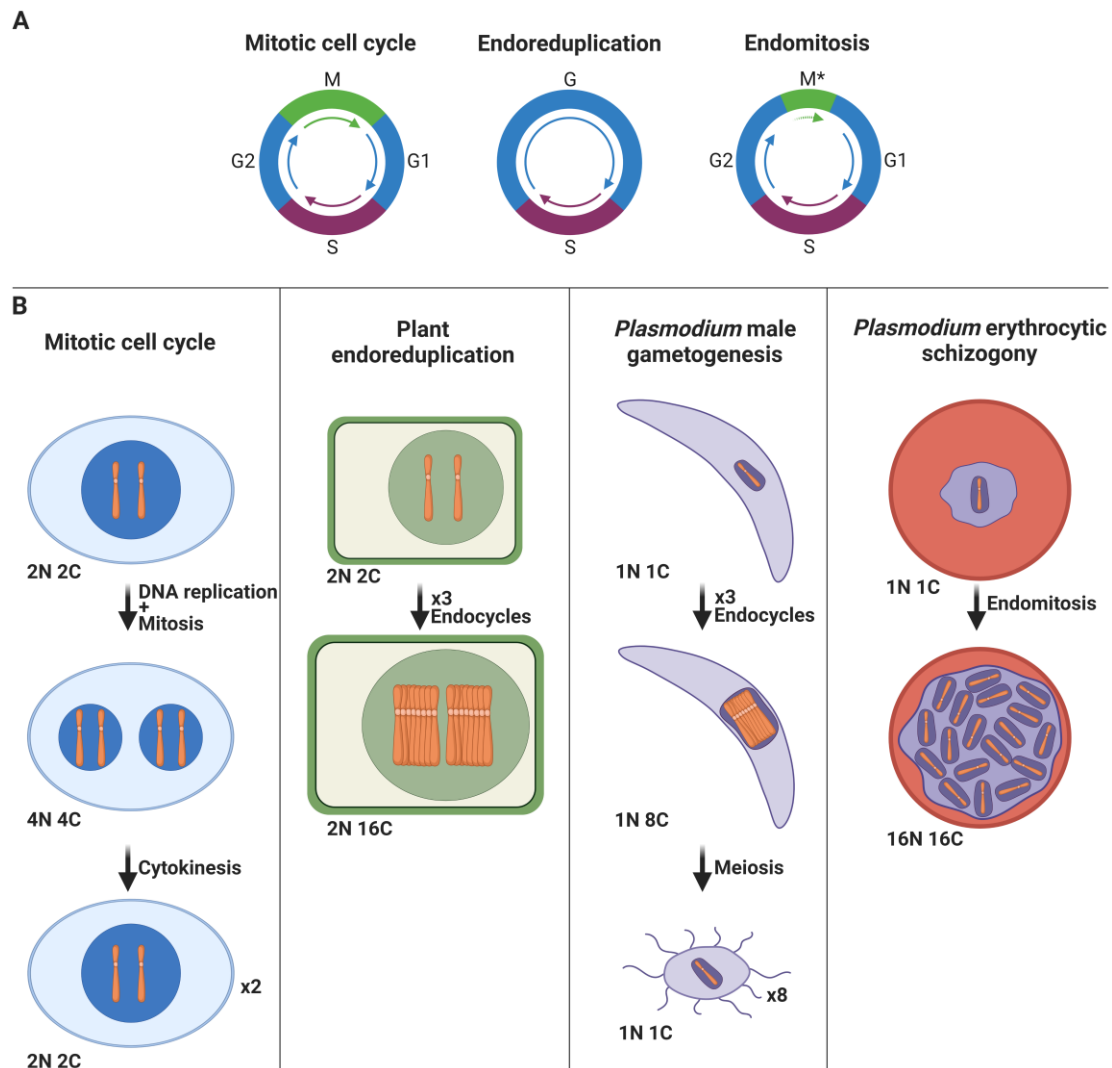 A
Mitotic cell cycle
Endoreduplication
Endomitosis
M
G2
G1
S
G
S
M*
G2
G1
S
B
Mitotic cell cycle
2N 2C
DNA replication
+
Mitosis
4N 4C
Cytokinesis
x2
2N 2C
Plant
endoreduplication
2N 2C
x3
Endocycles
2N 16C
Plasmodium male
gametogenesis
1N 1C
x3
Endocycles
1N 8C
Meiosis
x8
1N 1C
Plasmodium erythrocytic
schizogony
1N 1C
Endomitosis
16N 16C